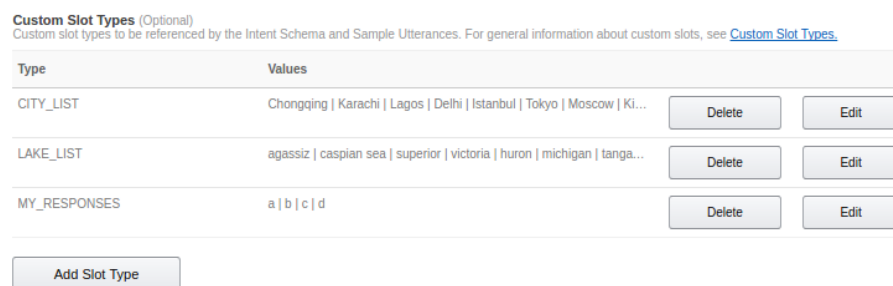 Custom Slot Types (Optional)
Custom slot types to be referenced by the Intent Schema and Sample Utterances. For general information about custom slots, see Custom Slot Types.
Type Values
CITY_LIST Chongqing | Karachi | Lagos | Delhi | Istanbul | Tokyo | Moscow | Ki... Delete Edit
LAKE_LIST agassiz | caspian sea | superior | victoria | huron | michigan | tanga... Delete Edit
MY_RESPONSES a | b | c | d Delete Edit
Add Slot Type